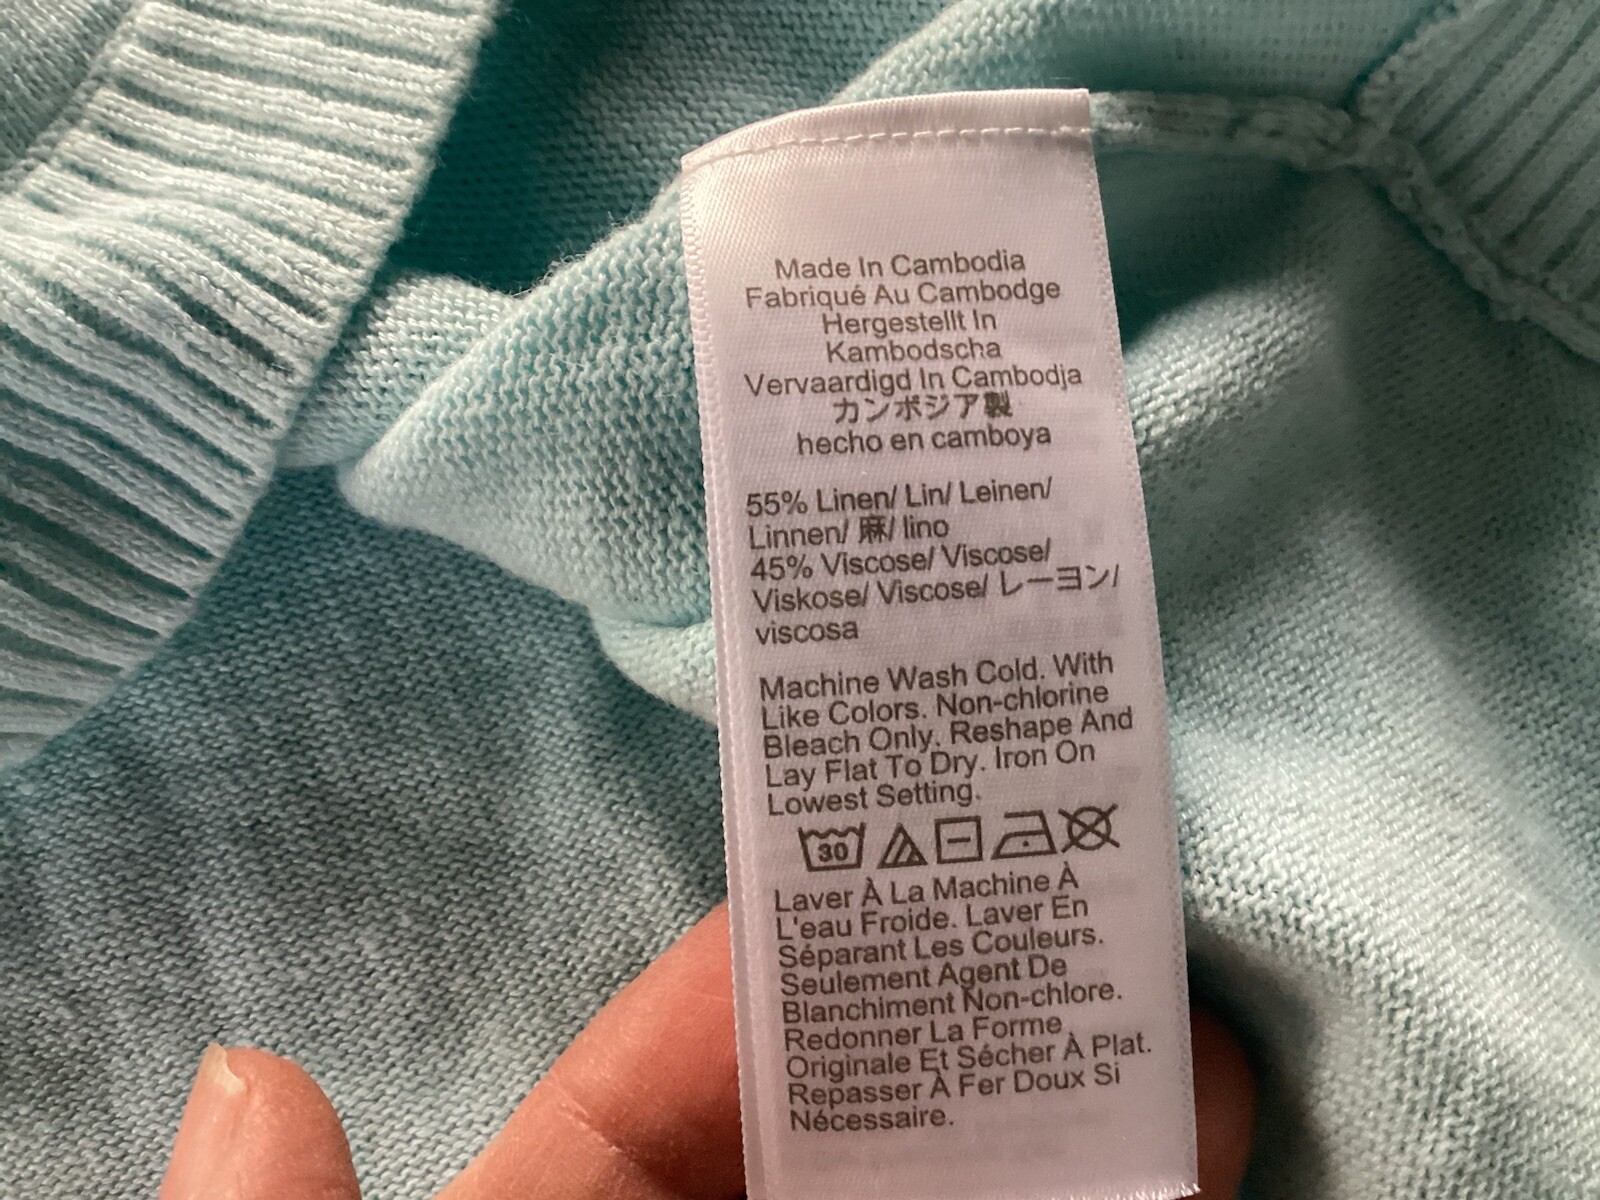 Made In Cambodia
Fabriqué Au Cambodge
Hergestellt In
Kambodscha
Vervaardigd In Cambodja
カンボジア製
hecho en camboya
55% Linen/ Lin/ Leinen/
Linnen/ 麻/ lino
45% Viscose/ Viscose/
Viskose/ Viscose/ レーヨン/
viscosa
Machine Wash Cold. With
Like Colors. Non-chlorine
Bleach Only. Reshape And
Lay Flat To Dry. Iron On
Lowest Setting.
30
Laver À La Machine À
L'eau Froide. Laver En
Séparant Les Couleurs.
Seulement Agent De
Blanchiment Non-chlore.
Redonner La Forme
Originale Et Sécher À Plat.
Repasser À Fer Doux Si
Nécessaire.